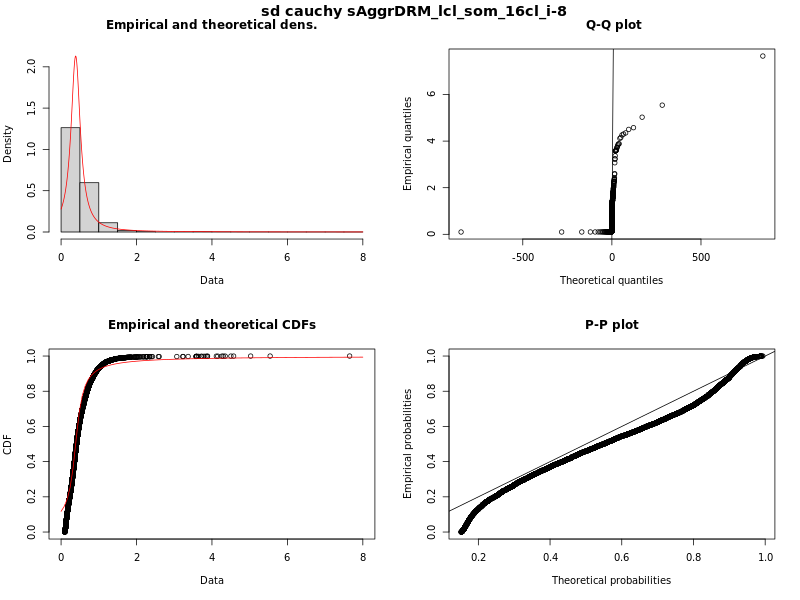 sd cauchy sAggrDRM_lcl_som_16cl_i-8
Empirical and theoretical dens.
Density
0.0 0.5 1.0 1.5 2.0
0 2 4 6 8
Data
Q-Q plot
Empirical quantiles
0 2 4 6
-500 0 500
Theoretical quantiles
Empirical and theoretical CDFs
CDF
0.0 0.2 0.4 0.6 0.8 1.0
0 2 4 6 8
Data
P-P plot
Empirical probabilities
0.0 0.2 0.4 0.6 0.8 1.0
0.2 0.4 0.6 0.8 1.0
Theoretical probabilities